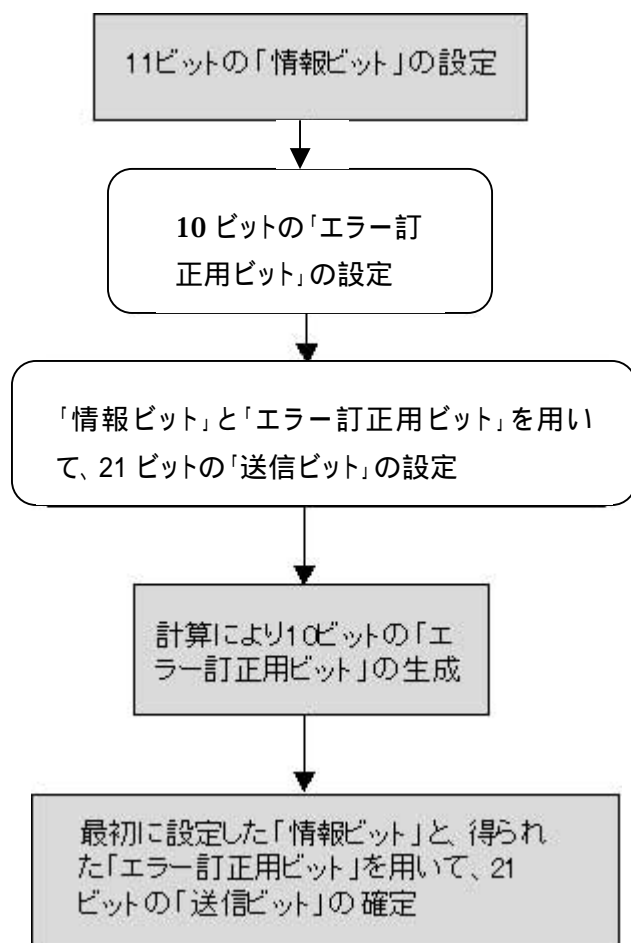 11ビットの「情報ビット」の設定
10 ビットの「エラー訂
正用ビット」の設定
「情報ビット」と「エラー訂正用ビット」を用い
て、21 ビットの「送信ビット」の設定
計算により10ビットの「エ
ラー訂正用ビット」の生成
最初に設定した「情報ビット」と、得られ
た「エラー訂正用ビット」を用いて、21
ビットの「送信ビット」の確定